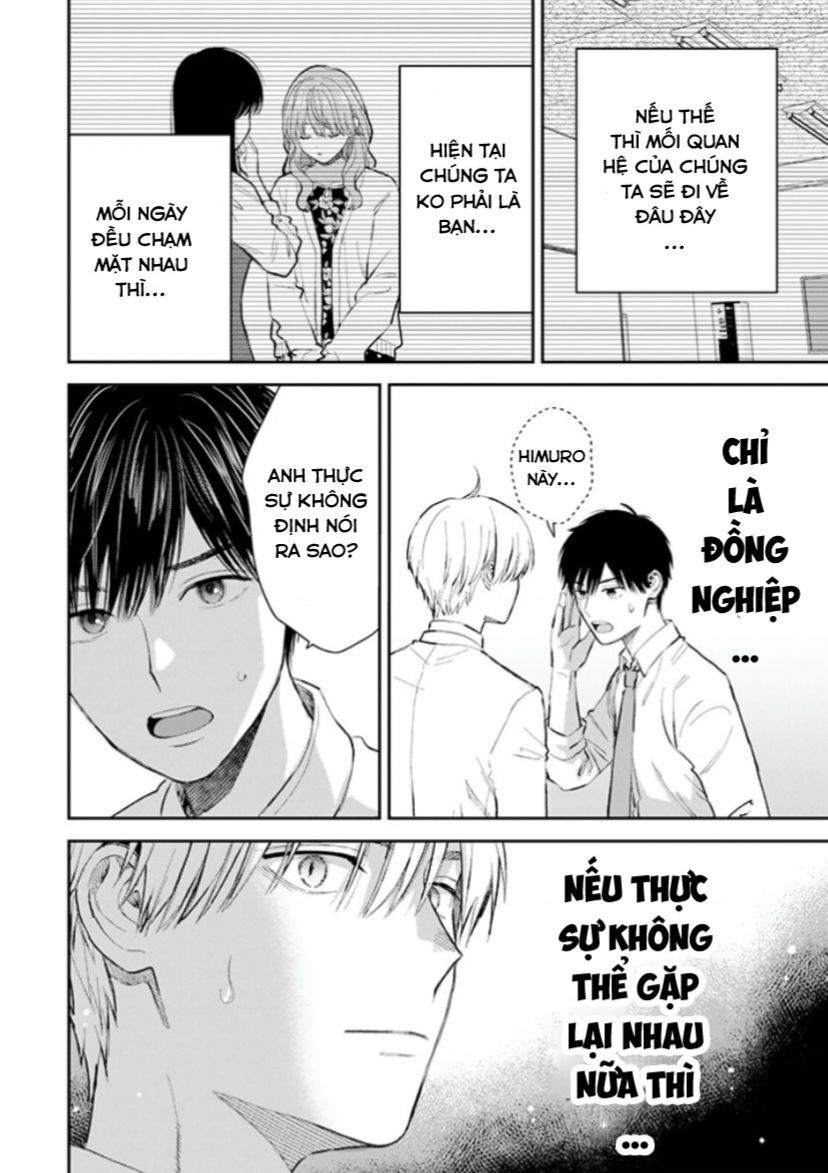 NẾU THẾ
THÌ MỐI QUAN
HỆ CỦA CHÚNG
TA SẼ ĐI VỀ
ĐÂU ĐÂY
...
HIỆN TẠI
CHÚNG TA
KO PHẢI LÀ
BẠN...
MỖI NGÀY
ĐỀU CHẠM
MẶT NHAU
THÌ...
CHỈ
LÀ
ĐỒNG
NGHIỆP
...
HIMURO
NÀY...
ANH THỰC
SỰ KHÔNG
ĐỊNH NÓI
RA SAO?
NẾU THỰC
SỰ KHÔNG
THỂ GẶP
LẠI NHAU
NỮA THÌ
...